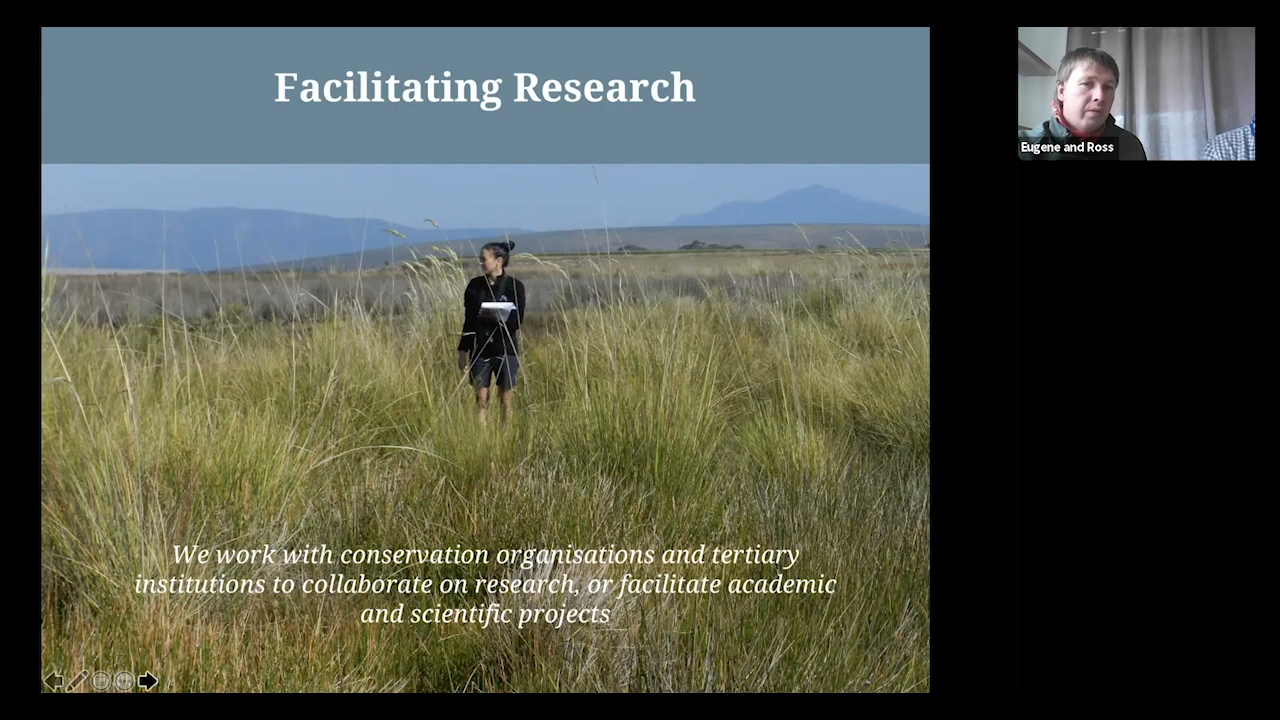 Facilitating Research
Eugene and Ross
We work with conservation organisations and tertiary
institutions to collaborate on research, or facilitate academic
and scientific projects